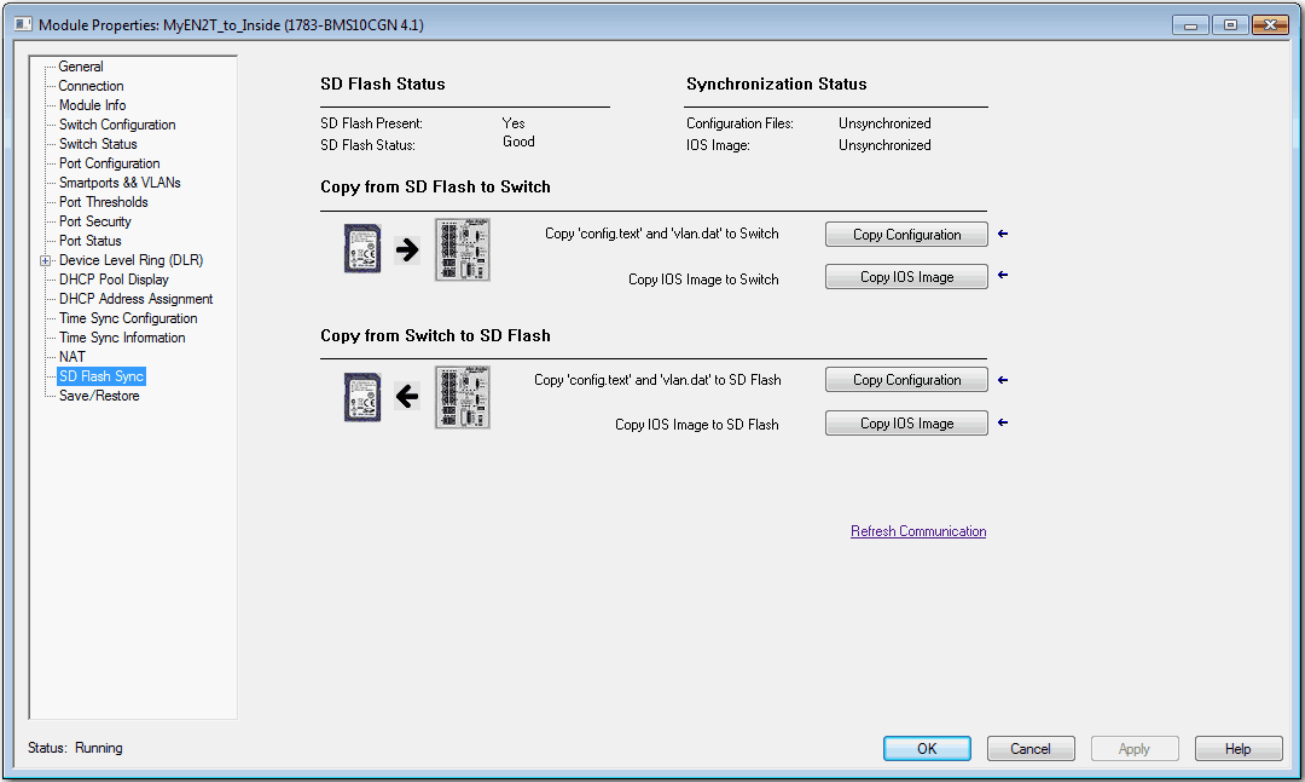 Module Properties: MyEN2T_to_Inside (1783-BMS10CGN 4.1)
General
Connection
Module Info
Switch Configuration
Switch Status
Port Configuration
Smartports && VLANs
Port Thresholds
Port Security
Port Status
Device Level Ring (DLR)
DHCP Pool Display
DHCP Address Assignment
Time Sync Configuration
Time Sync Information
NAT
SD Flash Sync
Save/Restore
SD Flash Status
SD Flash Present: Yes
SD Flash Status: Good
Synchronization Status
Configuration Files: Unsynchronized
IOS Image: Unsynchronized
Copy from SD Flash to Switch
Copy 'config.text' and 'vlan.dat' to Switch Copy Configuration
Copy IOS Image to Switch Copy IOS Image
Copy from Switch to SD Flash
Copy 'config.text' and 'vlan.dat' to SD Flash Copy Configuration
Copy IOS Image to SD Flash Copy IOS Image
Refresh Communication
Status: Running
OK Cancel Apply Help